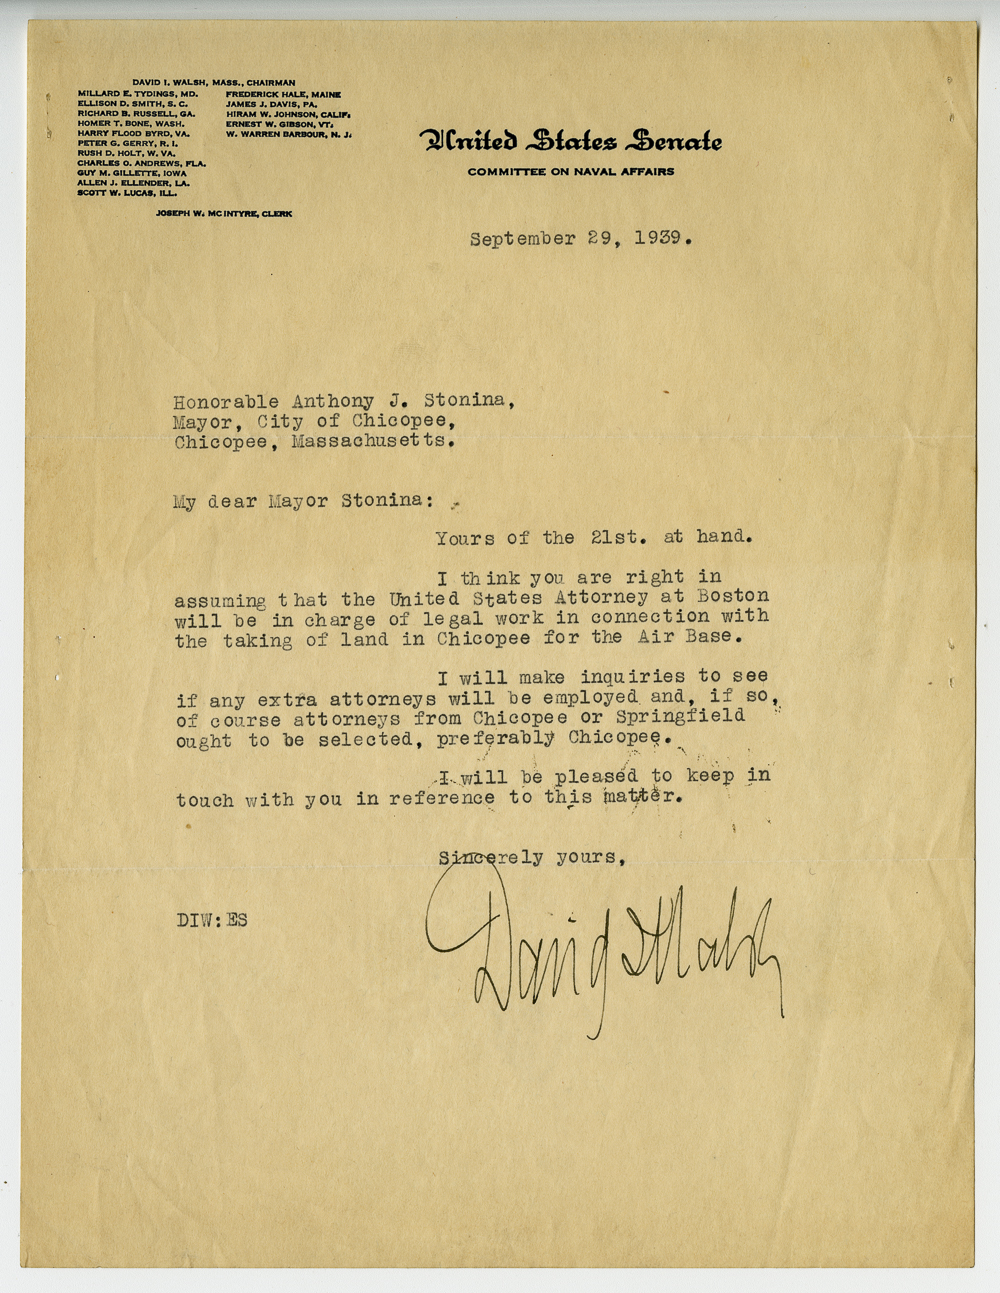 DAVID I. WALSH, MASS., CHAIRMAN
MILLARD E. TYDINGS, MD.
ELLISON D. SMITH, S. C.
RICHARD B. RUSSELL, GA.
HOMER T. BONE, WASH.
HARRY FLOOD BYRD, VA.
PETER G. GERRY, R. I.
RUSH D. HOLT, W. VA.
CHARLES O. ANDREWS, FLA.
GUY M. GILLETTE, IOWA
ALLEN J. ELLENDER, LA.
SCOTT W. LUCAS, ILL.
FREDERICK HALE, MAINE
JAMES J. DAVIS, PA.
HIRAM W. JOHNSON, CALIF.
ERNEST W. GIBSON, VT.
W. WARREN BARBOUR, N. J.
JOSEPH W. MC INTYRE, CLERK
United States Senate
COMMITTEE ON NAVAL AFFAIRS
September 29, 1939.
Honorable Anthony J. Stonina,
Mayor, City of Chicopee,
Chicopee, Massachusetts.
My dear Mayor Stonina:
Yours of the 21st. at hand.
I think you are right in
assuming that the United States Attorney at Boston
will be in charge of legal work in connection with
the taking of land in Chicopee for the Air Base.
I will make inquiries to see
if any extra attorneys will be employed and, if so,
of course attorneys from Chicopee or Springfield
ought to be selected, preferably Chicopee.
I will be pleased to keep in
touch with you in reference to this matter.
Sincerely yours,
David I Walsh
DIW:ES